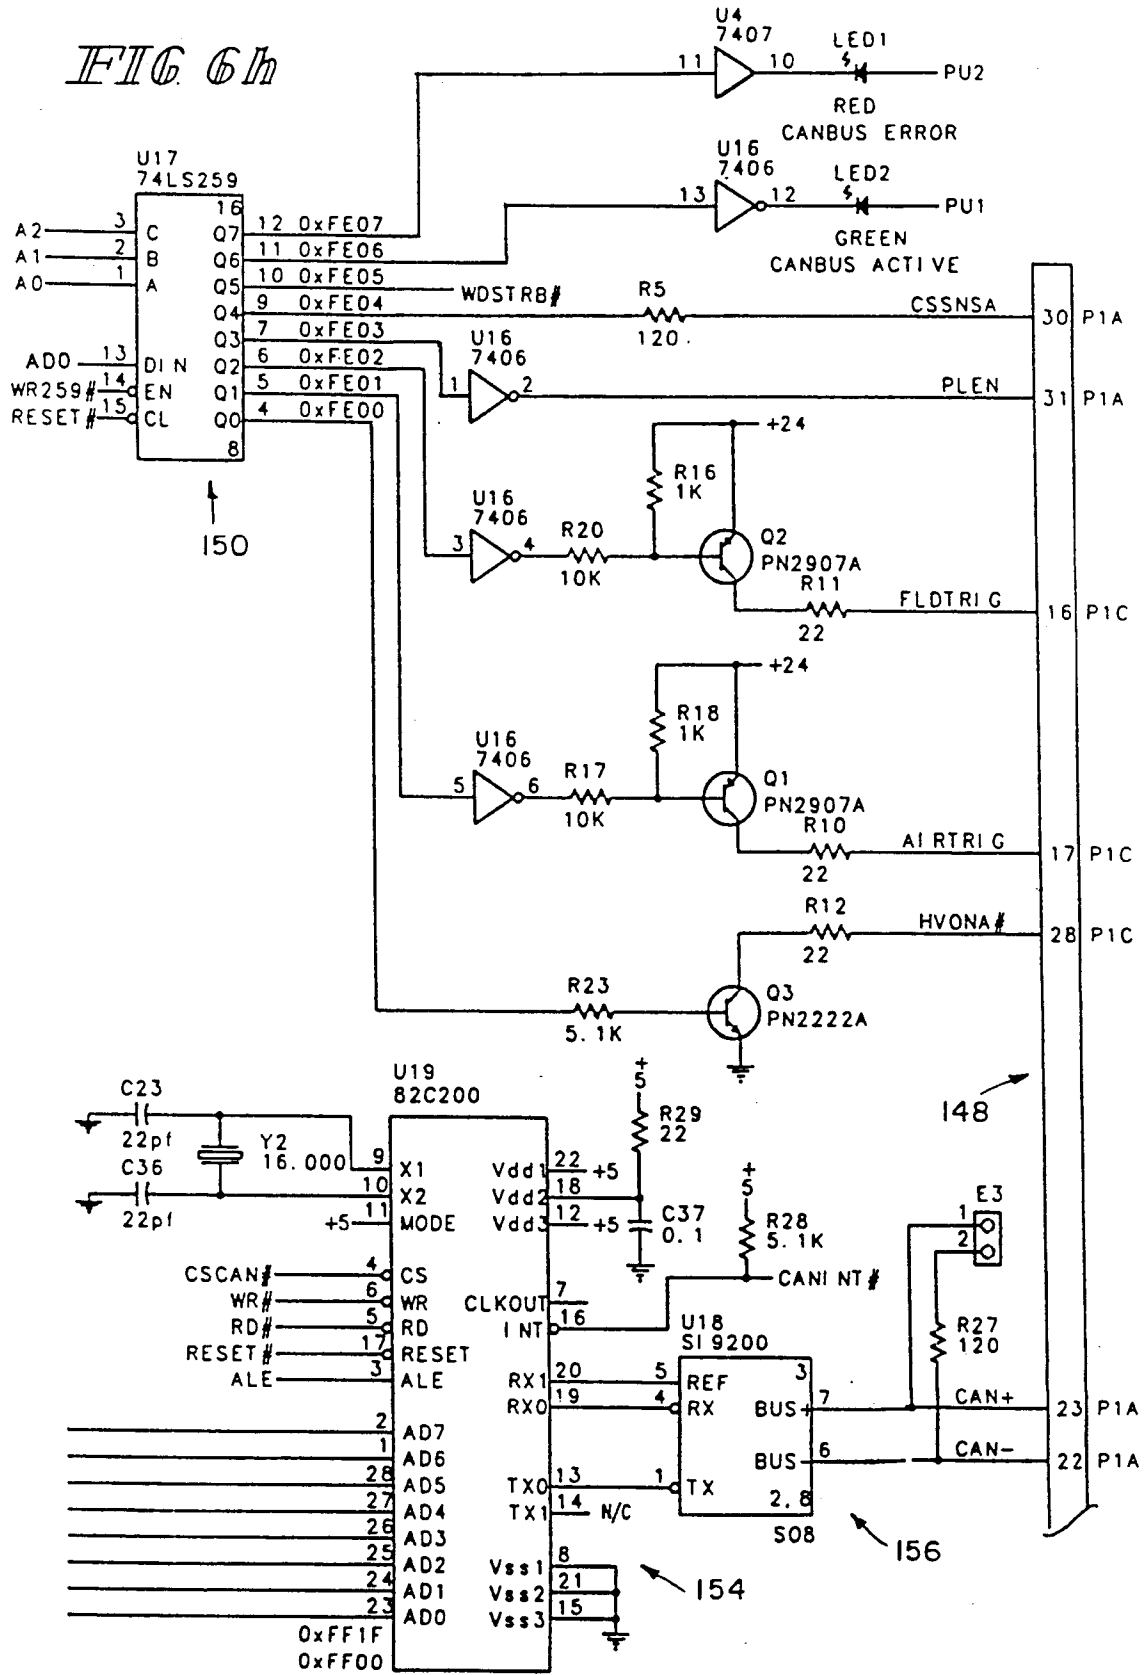 FIG. 6h
U4
7407
11
10
LED1
PU2
RED
CANBUS ERROR
U16
7406
13
12
LED2
PU1
GREEN
CANBUS ACTIVE
U17
74LS259
16
A2 3 C
A1 2 B
A0 1 A
AD0 13 DIN
WR259# 14 EN
RESET# 15 CL
8
Q7 12 0xFE07
Q6 11 0xFE06
Q5 10 0xFE05
WDSTRB#
Q4 9 0xFE04
Q3 7 0xFE03
Q2 6 0xFE02
Q1 5 0xFE01
Q0 4 0xFE00
150
R5
120
CSSNSA
30 P1A
U16
7406
1
2
PLEN
31 P1A
+24
R16
1K
U16
7406
3
4
R20
10K
Q2
PN2907A
R11
22
FLDTRIG
16 P1C
+24
R18
1K
U16
7406
5
6
R17
10K
Q1
PN2907A
R10
22
AIRTRIG
17 P1C
R12
22
HVONA#
28 P1C
R23
5.1K
Q3
PN2222A
148
U19
82C200
C23
22pf
Y2
16.000
C36
22pf
9 X1
10 X2
+5 11 MODE
CSCAN# 4 CS
WR# 6 WR
RD# 5 RD
RESET# 17 RESET
ALE 3 ALE
2 AD7
1 AD6
28 AD5
27 AD4
26 AD3
25 AD2
24 AD1
23 AD0
0xFF1F
0xFF00
Vdd1 22 +5
Vdd2 18
Vdd3 12 +5
CLKOUT 7
INT 16
RX1 20
RX0 19
TX0 13
TX1 14 N/C
Vss1 8
Vss2 21
Vss3 15
154
+5
R29
22
C37
0.1
+5
R28
5.1K
CANINT#
U18
SI9200
3
5 REF
4 RX
1 TX
BUS+ 7
BUS- 6
2,8
SO8
156
E3
1
2
R27
120
CAN+
23 P1A
CAN-
22 P1A